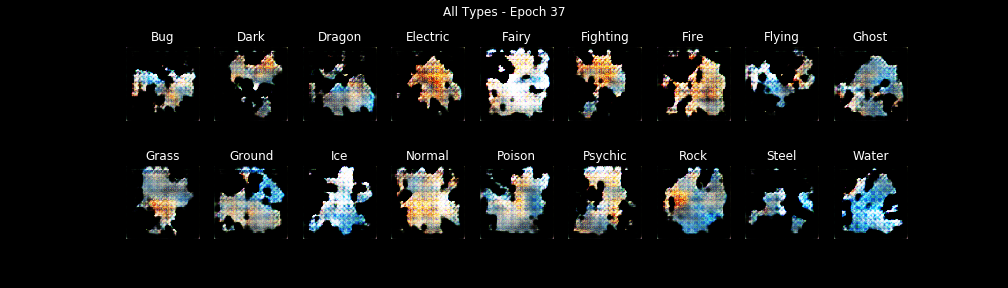 All Types - Epoch 37
Bug Dark Dragon Electric Fairy Fighting Fire Flying Ghost
Grass Ground Ice Normal Poison Psychic Rock Steel Water